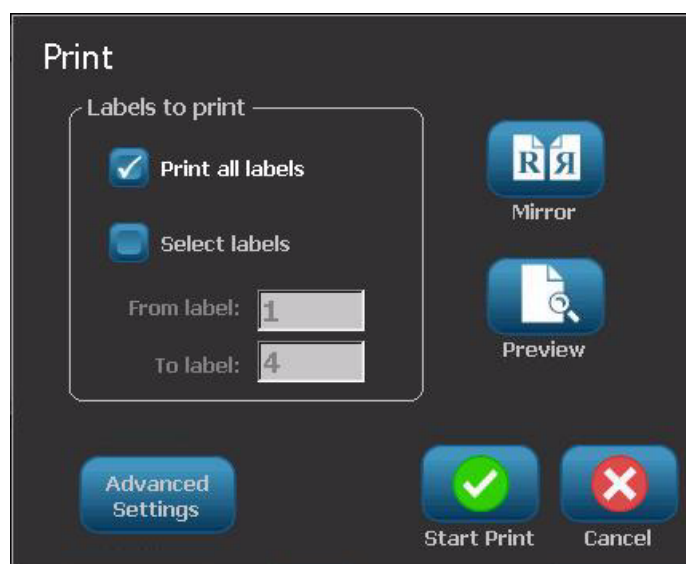 Print
Labels to print
Print all labels
Select labels
From label: 1
To label: 4
R Я
Mirror
Preview
Advanced
Settings
Start Print
Cancel